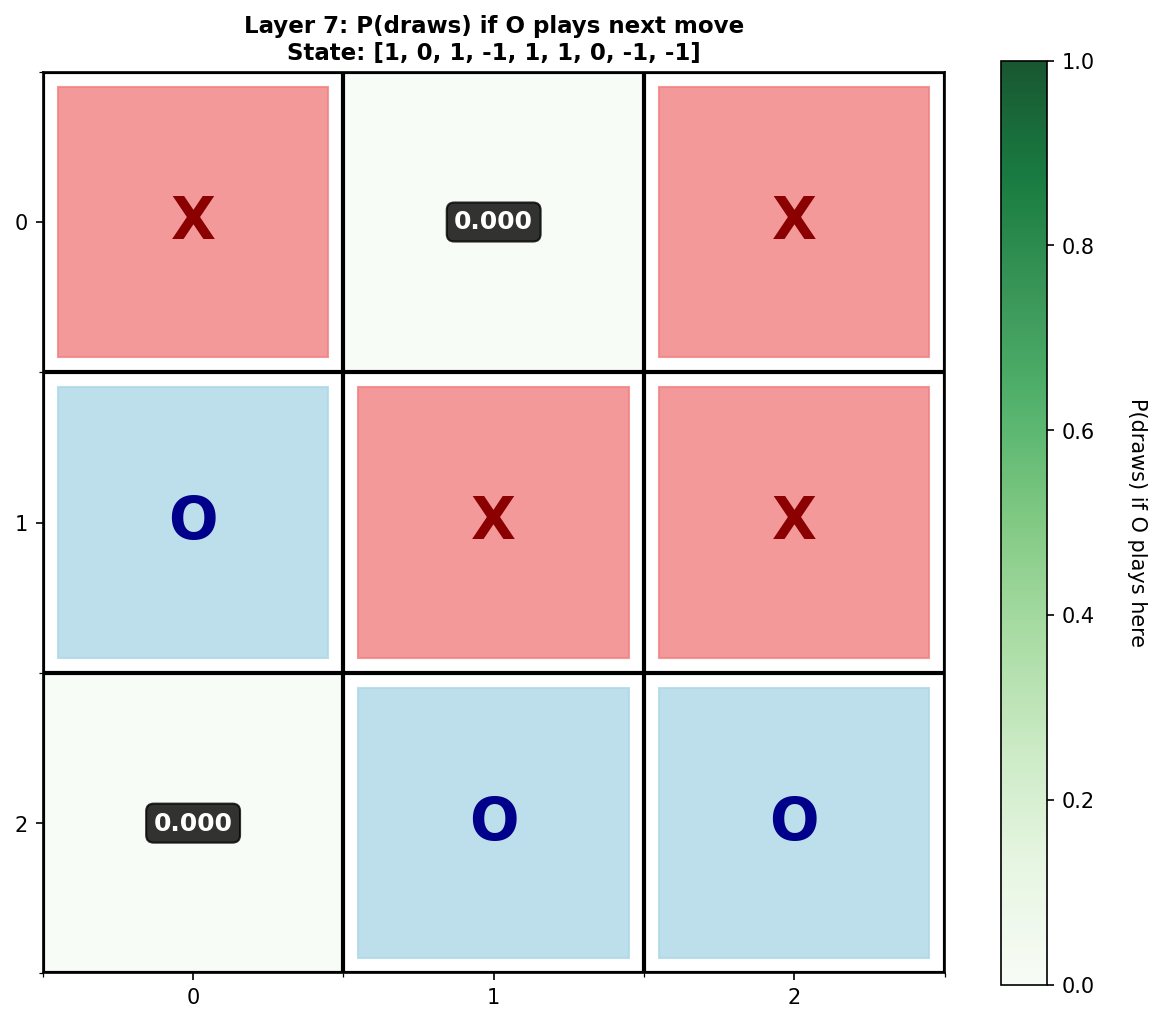 Layer 7: P(draws) if O plays next move
State: [1, 0, 1, -1, 1, 1, 0, -1, -1]
X 0.000 X
O X X
0.000 O O
0
1
2
0 1 2
1.0
0.8
0.6
0.4
0.2
0.0
P(draws) if O plays here